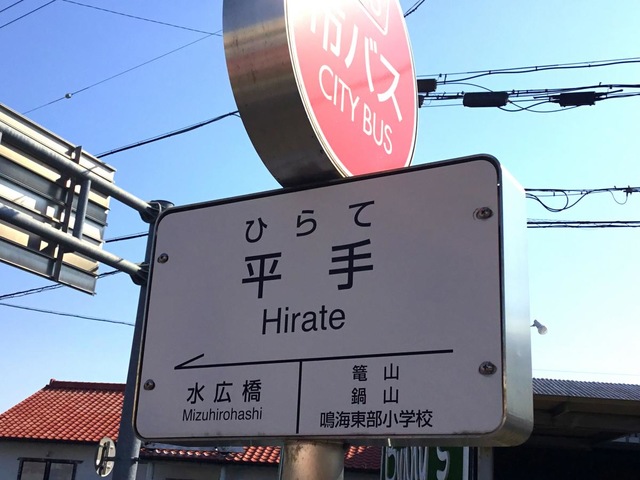 市バス
CITY BUS
ひらて
平手
Hirate
水広橋
Mizuhirohashi
篭山
鍋山
鳴海東部小学校